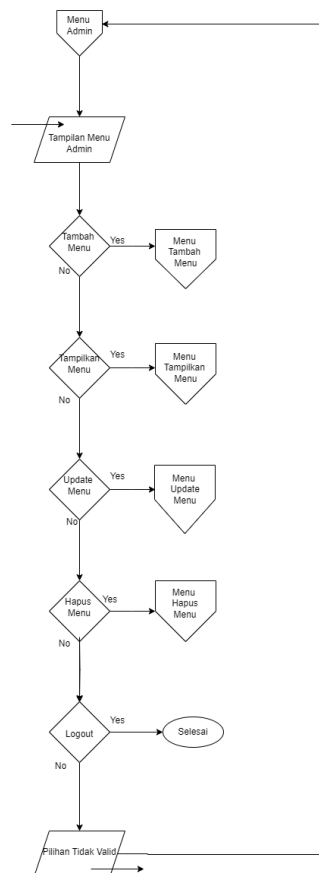 Menu
Admin
Tampilan Menu
Admin
Tambah
Menu
Yes
Menu
Tambah
Menu
No
Tampilkan
Menu
Yes
Menu
Tampilkan
Menu
No
Update
Menu
Yes
Menu
Update
Menu
No
Hapus
Menu
Yes
Menu
Hapus
Menu
No
Logout
Yes
Selesai
No
Pilihan Tidak Valid